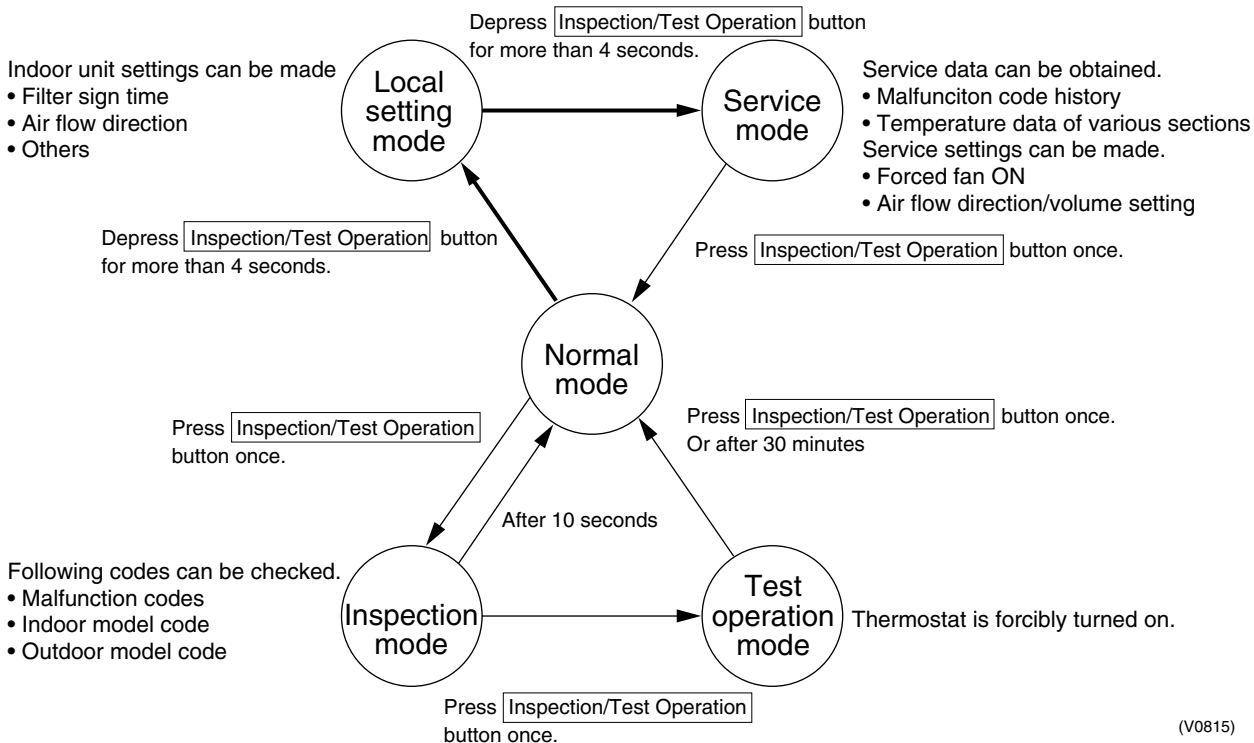 Depress Inspection/Test Operation button
for more than 4 seconds.
Indoor unit settings can be made
• Filter sign time
• Air flow direction
• Others
Local
setting
mode
Service
mode
Service data can be obtained.
• Malfunciton code history
• Temperature data of various sections
Service settings can be made.
• Forced fan ON
• Air flow direction/volume setting
Depress Inspection/Test Operation button
for more than 4 seconds.
Press Inspection/Test Operation button once.
Normal
mode
Press Inspection/Test Operation
button once.
Press Inspection/Test Operation button once.
Or after 30 minutes
After 10 seconds
Following codes can be checked.
• Malfunction codes
• Indoor model code
• Outdoor model code
Inspection
mode
Test
operation
mode
Thermostat is forcibly turned on.
Press Inspection/Test Operation
button once.
(V0815)